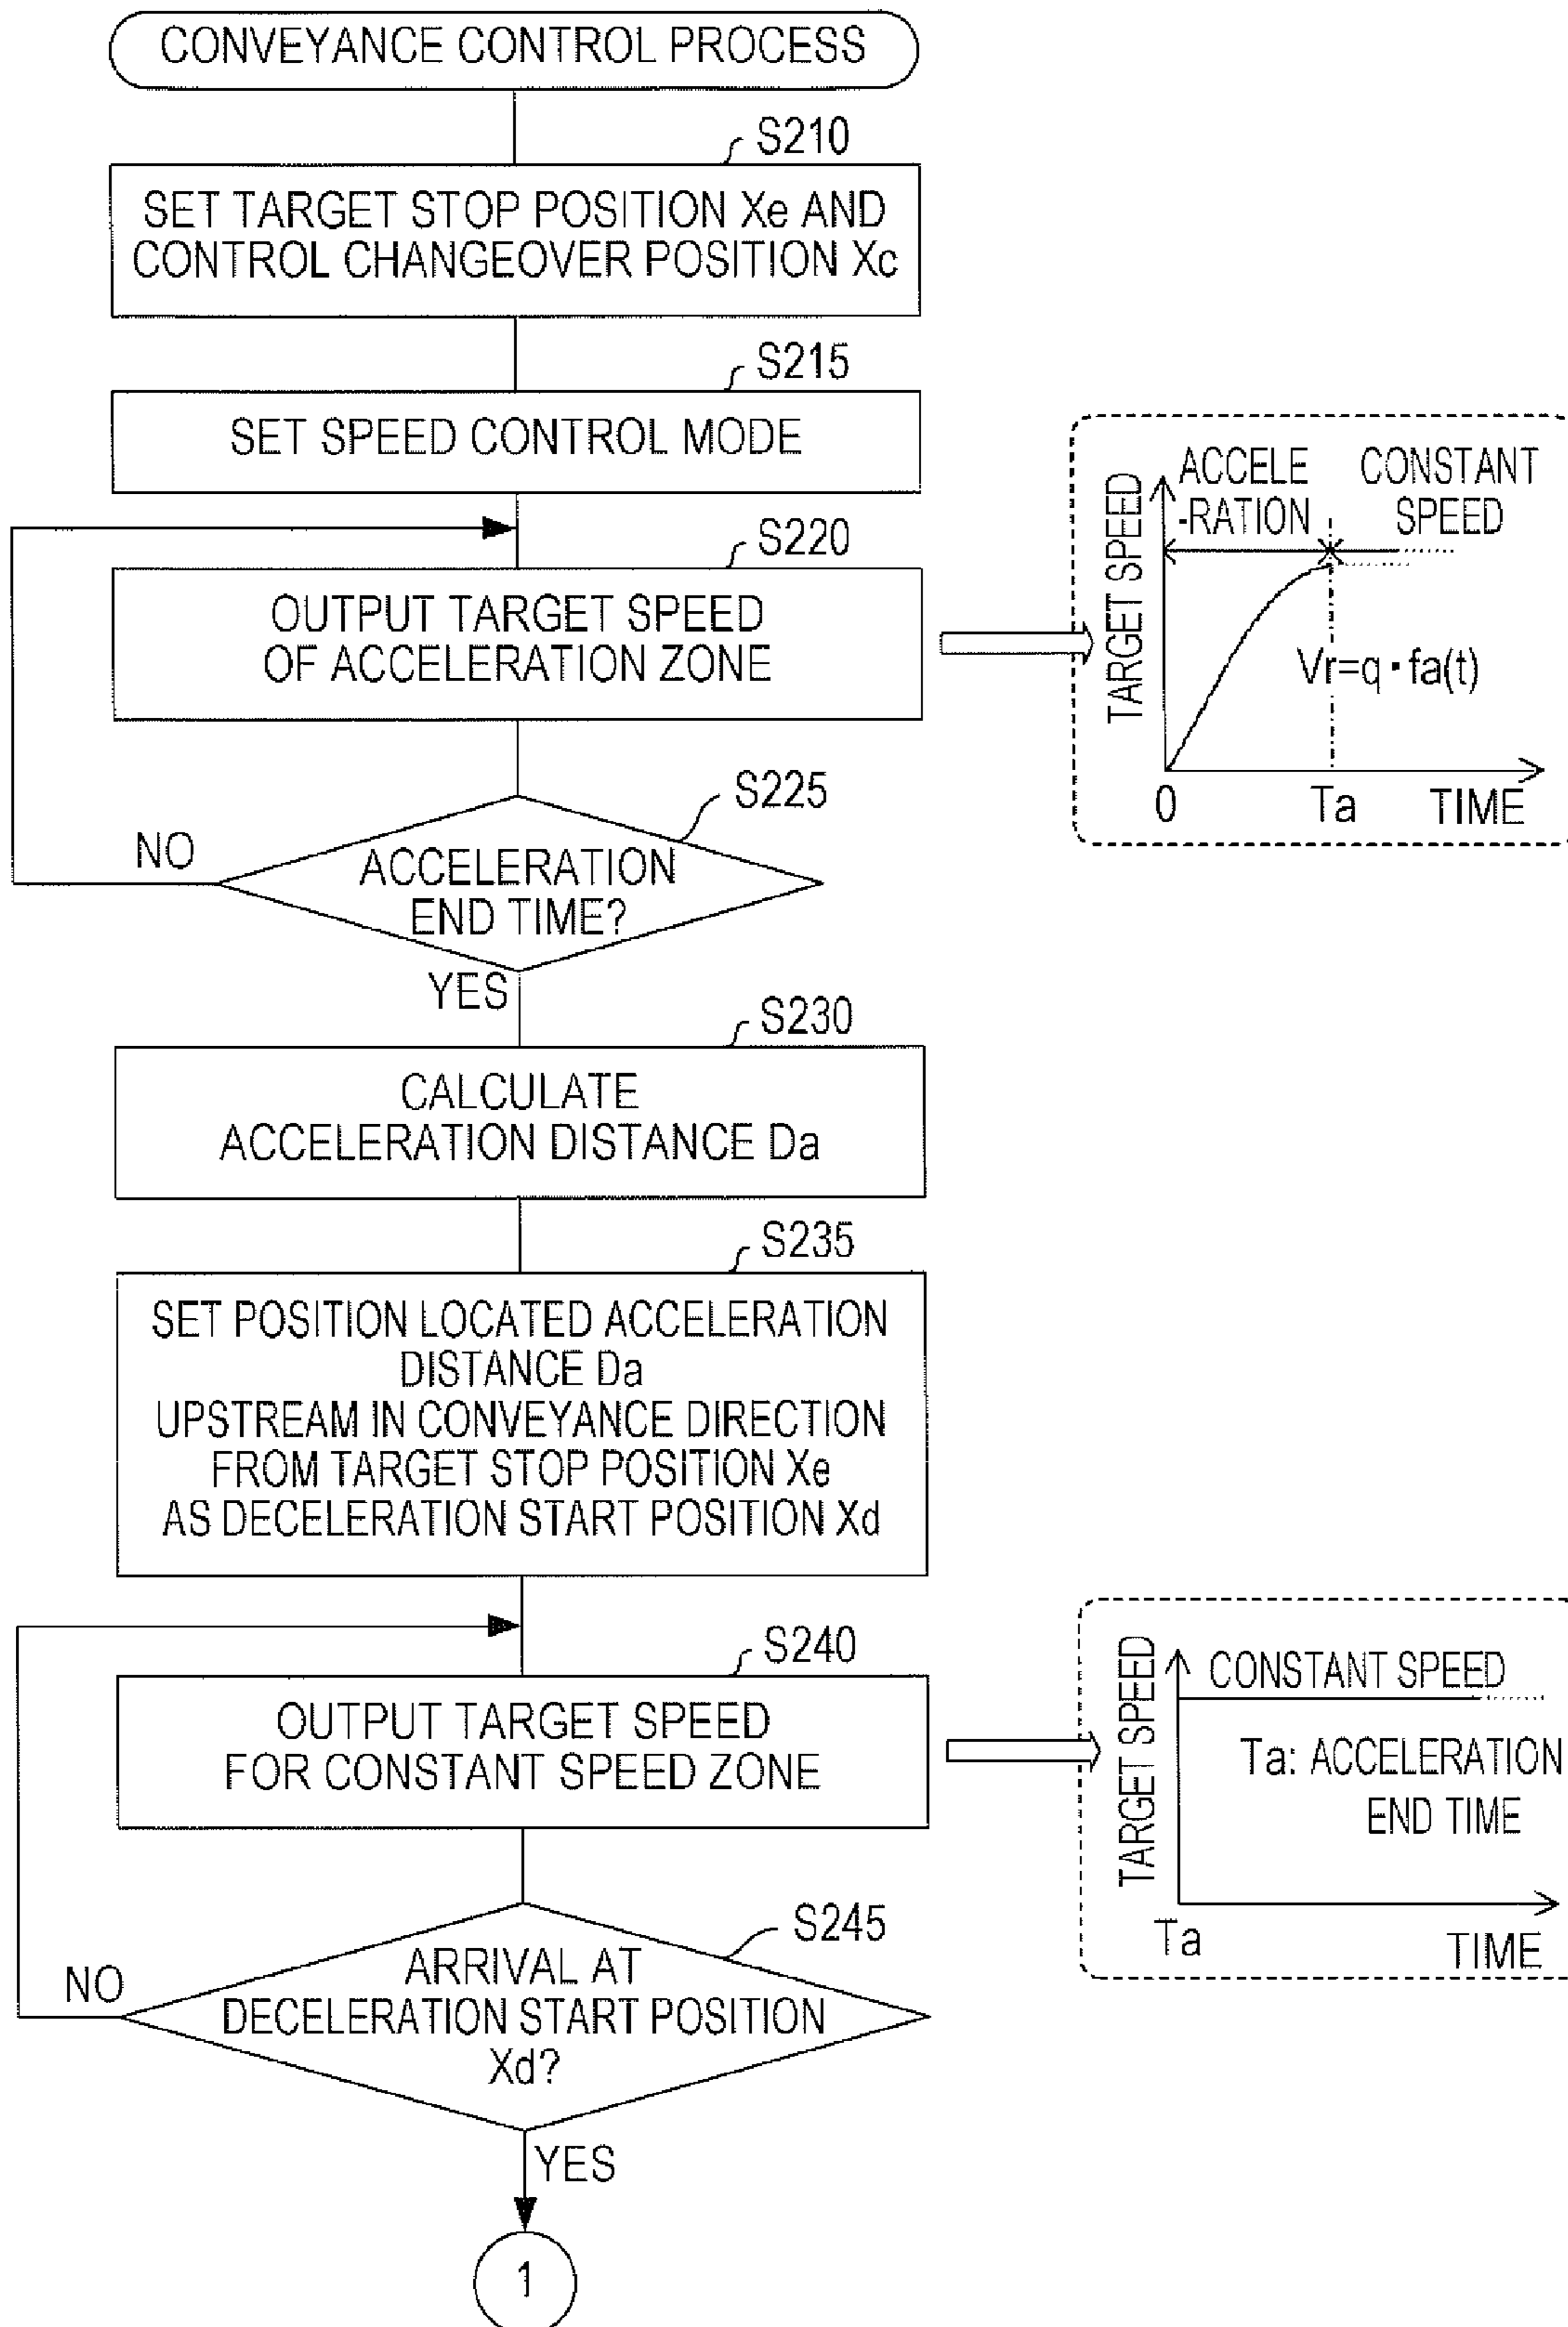 CONVEYANCE CONTROL PROCESS
S210
SET TARGET STOP POSITION Xe AND
CONTROL CHANGEOVER POSITION Xc
S215
SET SPEED CONTROL MODE
S220
OUTPUT TARGET SPEED
OF ACCELERATION ZONE
TARGET SPEED
ACCELE
-RATION
CONSTANT
SPEED
Vr=q・fa(t)
0
Ta
TIME
S225
ACCELERATION
END TIME?
NO
YES
S230
CALCULATE
ACCELERATION DISTANCE Da
S235
SET POSITION LOCATED ACCELERATION
DISTANCE Da
UPSTREAM IN CONVEYANCE DIRECTION
FROM TARGET STOP POSITION Xe
AS DECELERATION START POSITION Xd
S240
OUTPUT TARGET SPEED
FOR CONSTANT SPEED ZONE
TARGET SPEED
CONSTANT SPEED
Ta: ACCELERATION
END TIME
Ta
TIME
S245
ARRIVAL AT
DECELERATION START POSITION
Xd?
NO
YES
1